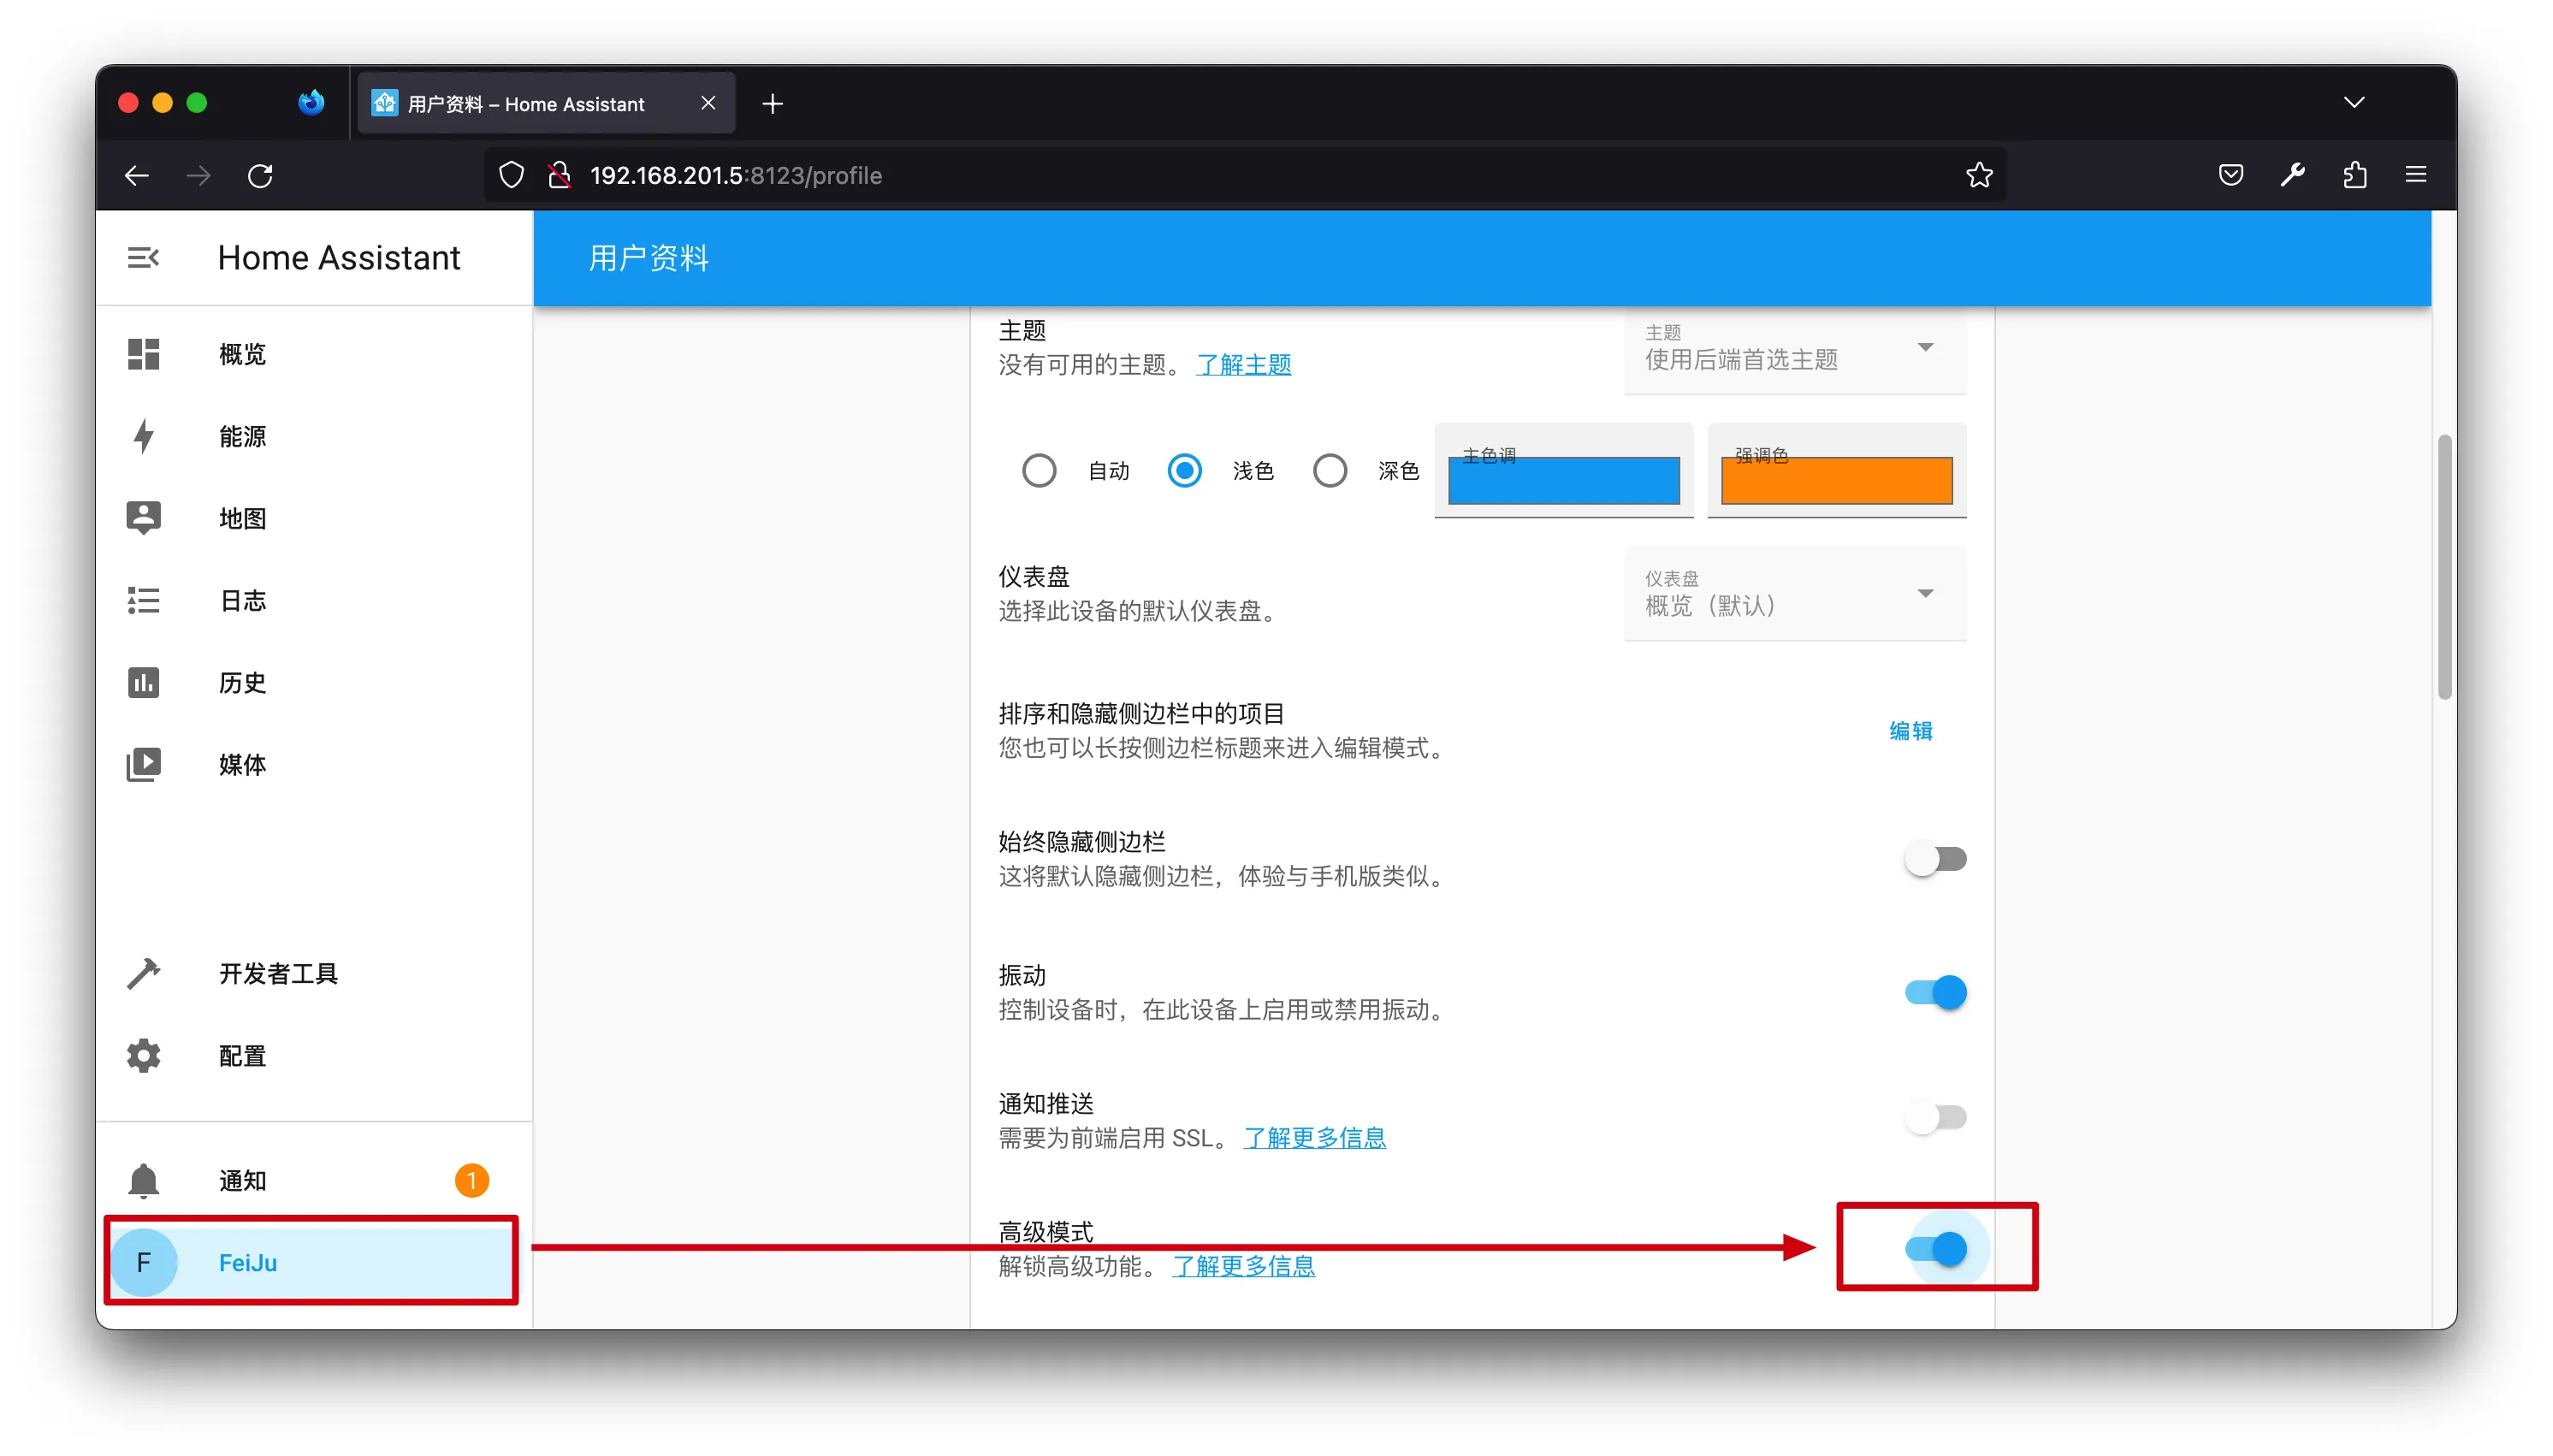 用户资料 – Home Assistant
192.168.201.5:8123/profile
Home Assistant
用户资料
概览
能源
地图
日志
历史
媒体
开发者工具
配置
通知
1
F
FeiJu
主题
没有可用的主题。 了解主题
主题
使用后端首选主题
自动
浅色
深色
主色调
强调色
仪表盘
选择此设备的默认仪表盘。
仪表盘
概览（默认）
排序和隐藏侧边栏中的项目
您也可以长按侧边栏标题来进入编辑模式。
编辑
始终隐藏侧边栏
这将默认隐藏侧边栏，体验与手机版类似。
振动
控制设备时，在此设备上启用或禁用振动。
通知推送
需要为前端启用 SSL。 了解更多信息
高级模式
解锁高级功能。 了解更多信息